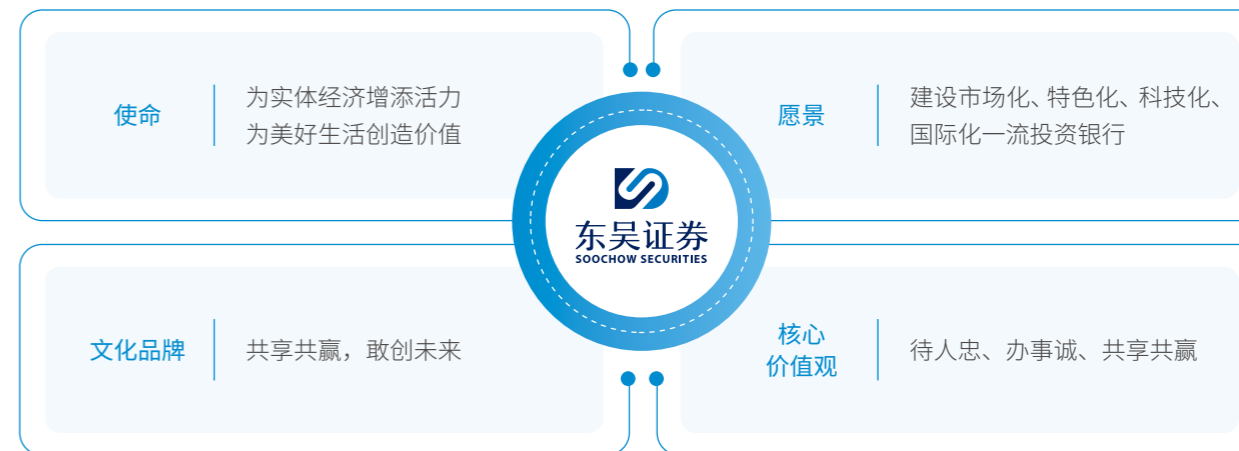 使命
为实体经济增添活力
为美好生活创造价值
愿景
建设市场化、特色化、科技化、
国际化一流投资银行
东吴证券
SOOCHOW SECURITIES
文化品牌
共享共赢，敢创未来
核心
价值观
待人忠、办事诚、共享共赢